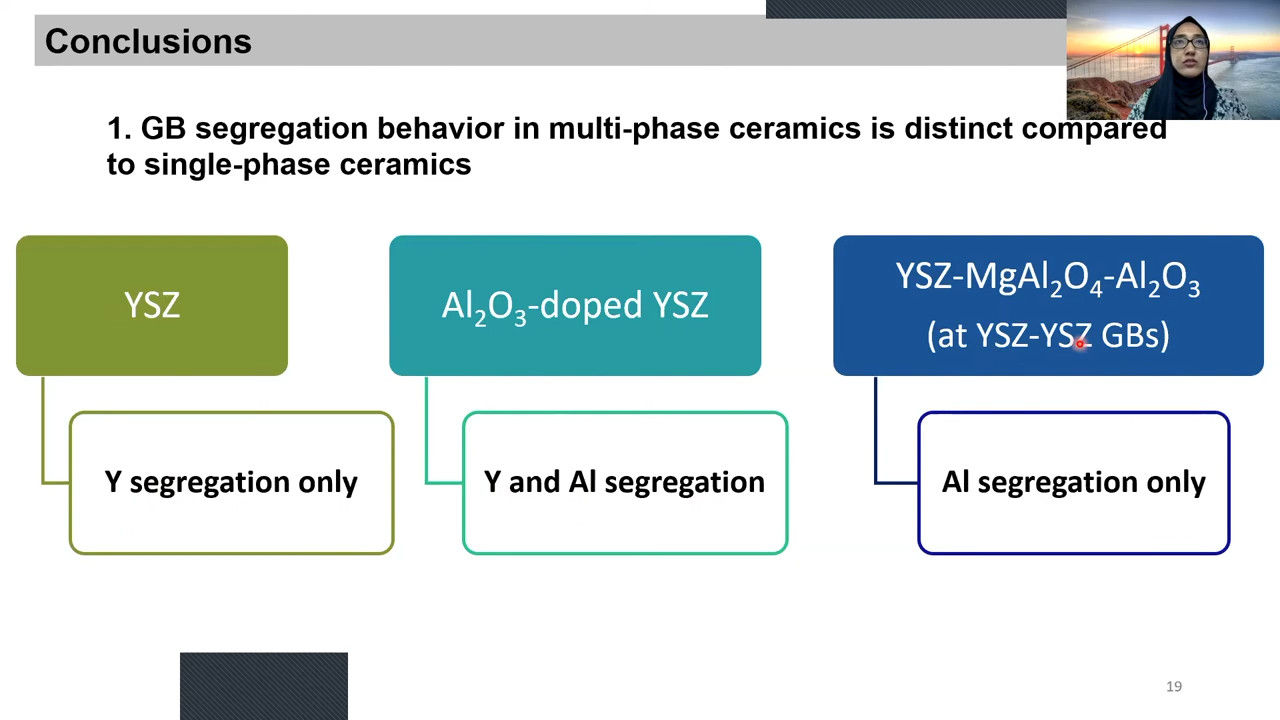 Conclusions
1. GB segregation behavior in multi-phase ceramics is distinct compared
to single-phase ceramics
YSZ
Al₂O₃-doped YSZ
YSZ-MgAl₂O₄-Al₂O₃
(at YSZ-YSZ GBs)
Y segregation only
Y and Al segregation
Al segregation only
19